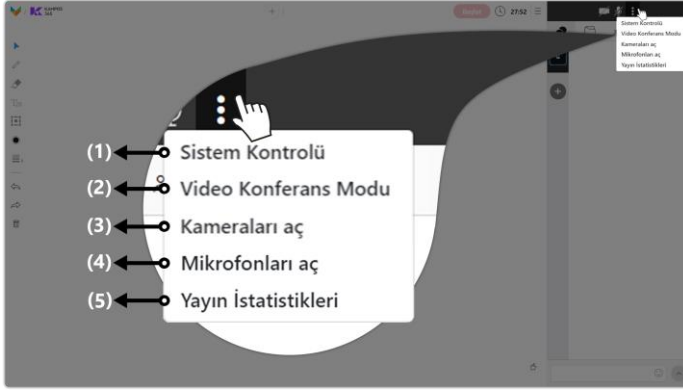 KAMPÜS
27:52
Sistem Kontrolü
Video Konferans Modu
Kameraları aç
Mikrofonları aç
Yayın İstatistikleri
(1) Sistem Kontrolü
(2) Video Konferans Modu
(3) Kameraları aç
(4) Mikrofonları aç
(5) Yayın İstatistikleri